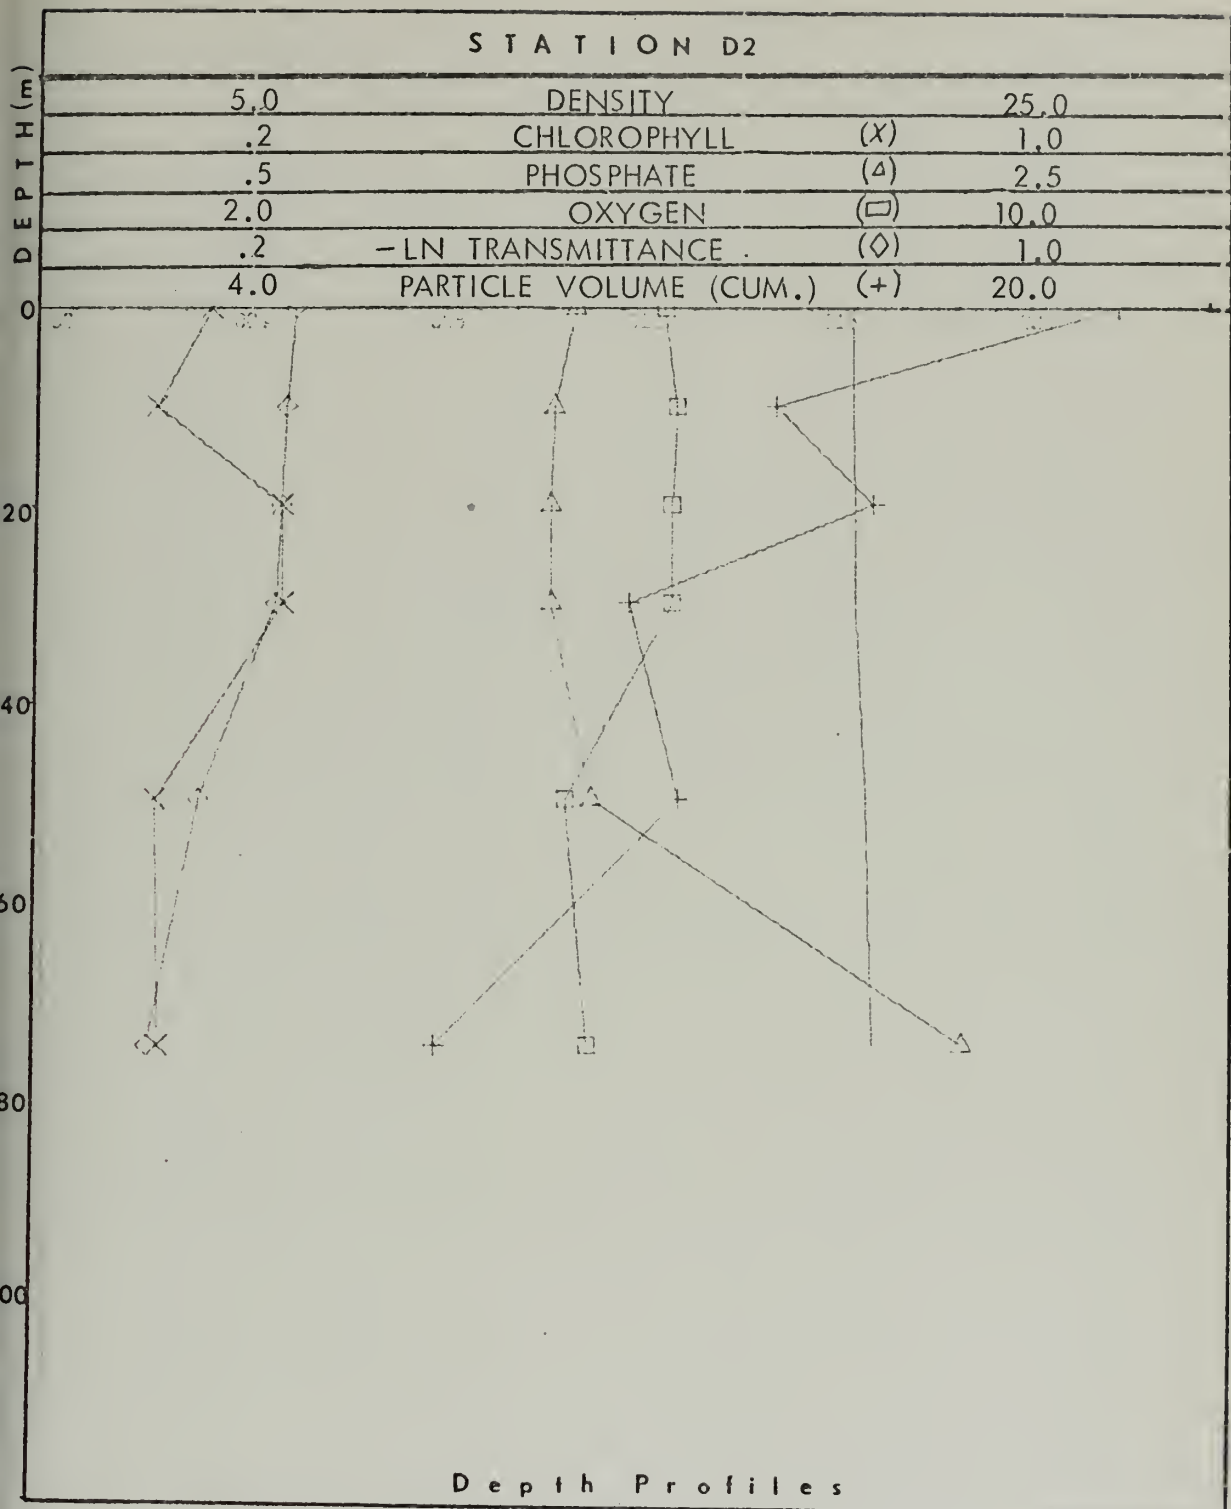 STATION D2
DEPTH (m)
5.0 DENSITY 25.0
.2 CHLOROPHYLL (X) 1.0
.5 PHOSPHATE (△) 2.5
2.0 OXYGEN (□) 10.0
.2 -LN TRANSMITTANCE (◇) 1.0
4.0 PARTICLE VOLUME (CUM.) (+) 20.0
0
20
40
60
80
00
Depth Profiles